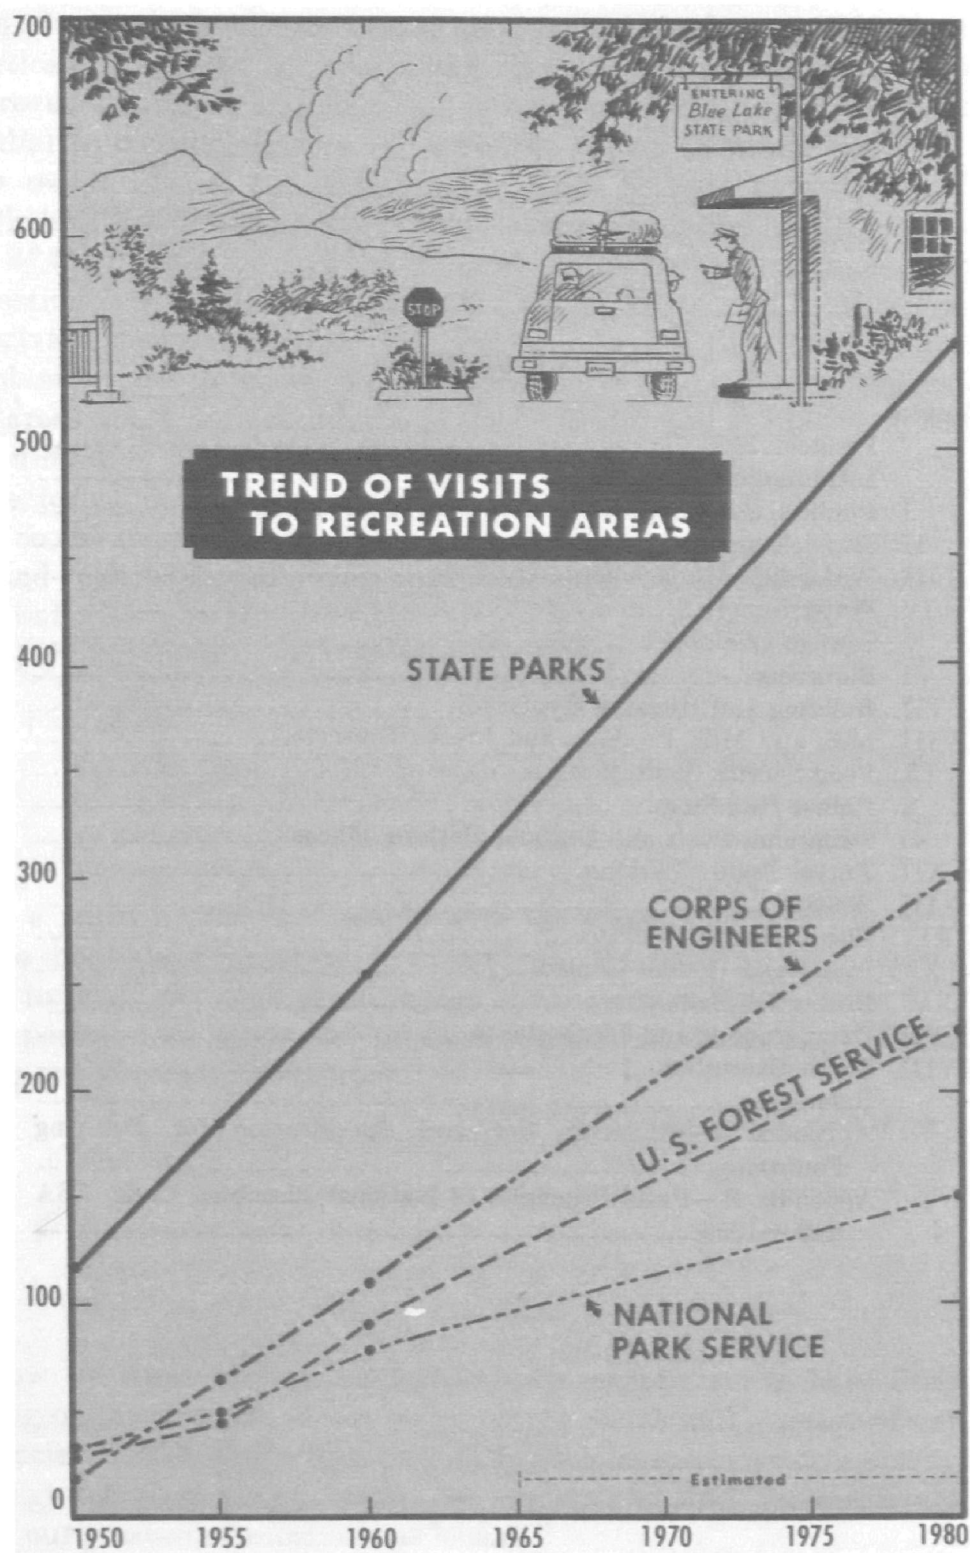 700
ENTERING
Blue Lake
STATE PARK
600
STOP
500
TREND OF VISITS
TO RECREATION AREAS
400
STATE PARKS
300
CORPS OF
ENGINEERS
200
U.S. FOREST SERVICE
100
NATIONAL
PARK SERVICE
Estimated
0
1950 1955 1960 1965 1970 1975 1980